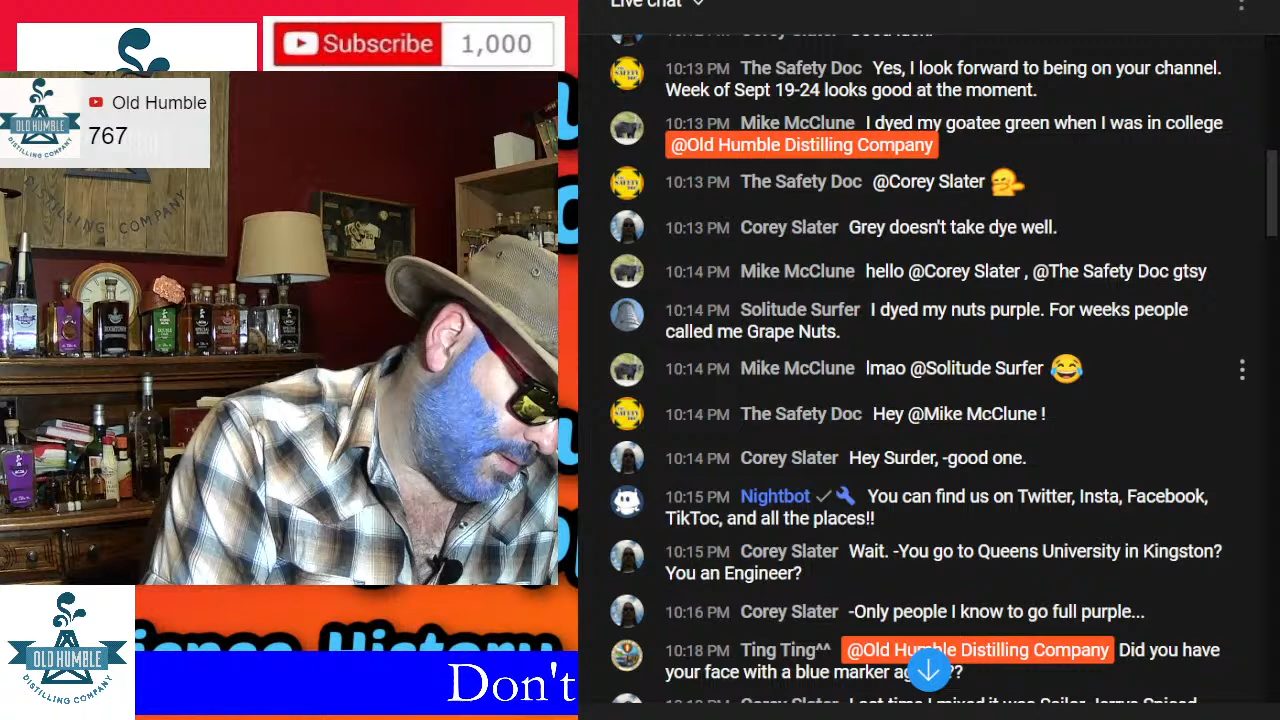 Subscribe 1,000
Old Humble
767
OLD HUMBLE
DISTILLING COMPANY
DISTILLING COMPANY
OLD HUMBLE
DISTILLING COMPANY
Don't
Live chat
10:13 PM The Safety Doc Yes, I look forward to being on your channel.
Week of Sept 19-24 looks good at the moment.
10:13 PM Mike McClune I dyed my goatee green when I was in college
@Old Humble Distilling Company
10:13 PM The Safety Doc @Corey Slater
10:13 PM Corey Slater Grey doesn't take dye well.
10:14 PM Mike McClune hello @Corey Slater , @The Safety Doc gtsy
10:14 PM Solitude Surfer I dyed my nuts purple. For weeks people
called me Grape Nuts.
10:14 PM Mike McClune lmao @Solitude Surfer 😂
10:14 PM The Safety Doc Hey @Mike McClune !
10:14 PM Corey Slater Hey Surder, -good one.
10:15 PM Nightbot You can find us on Twitter, Insta, Facebook,
TikToc, and all the places!!
10:15 PM Corey Slater Wait. -You go to Queens University in Kingston?
You an Engineer?
10:16 PM Corey Slater -Only people I know to go full purple...
10:18 PM Ting Ting^^ @Old Humble Distilling Company Did you have
your face with a blue marker ??